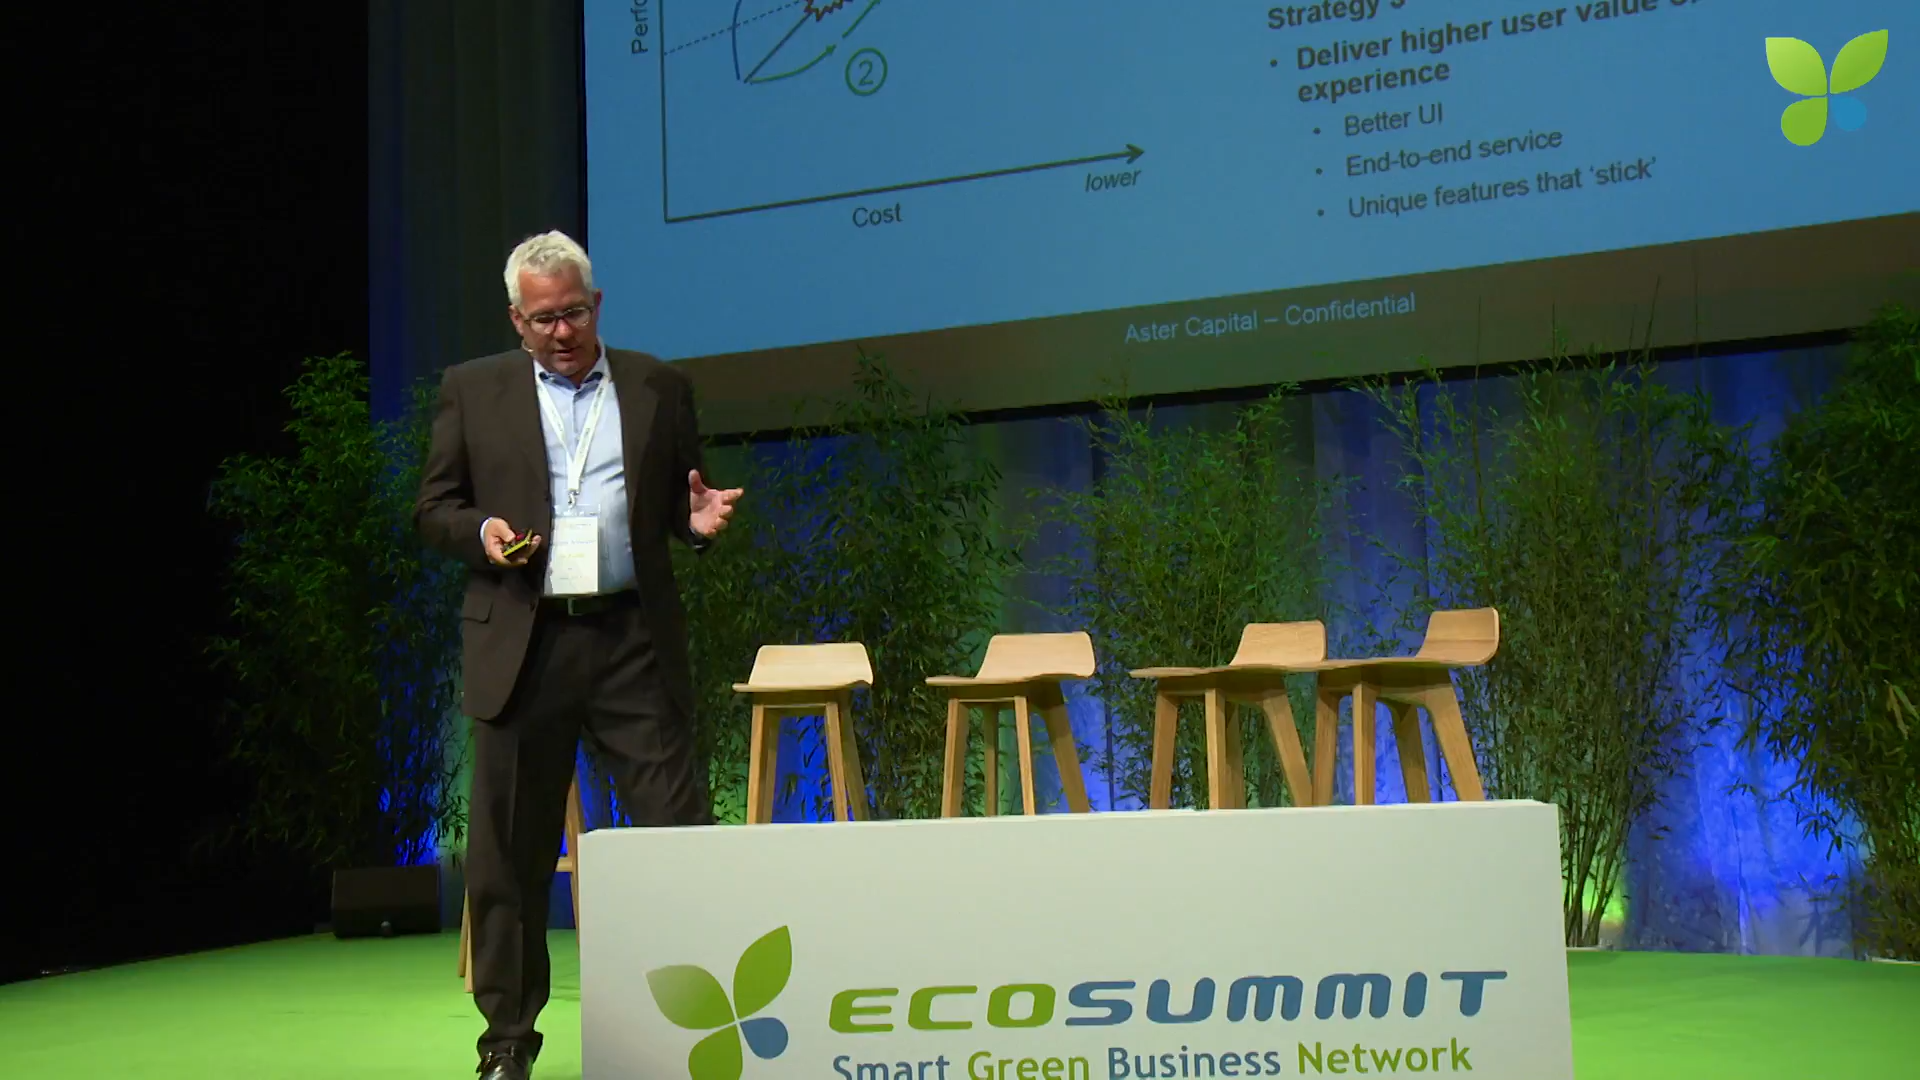 Strategy
• Deliver higher user value
experience
• Better UI
• End-to-end service
• Unique features that 'stick'
2
lower
Cost
Aster Capital – Confidential
ECOSUMMIT
Smart Green Business Network